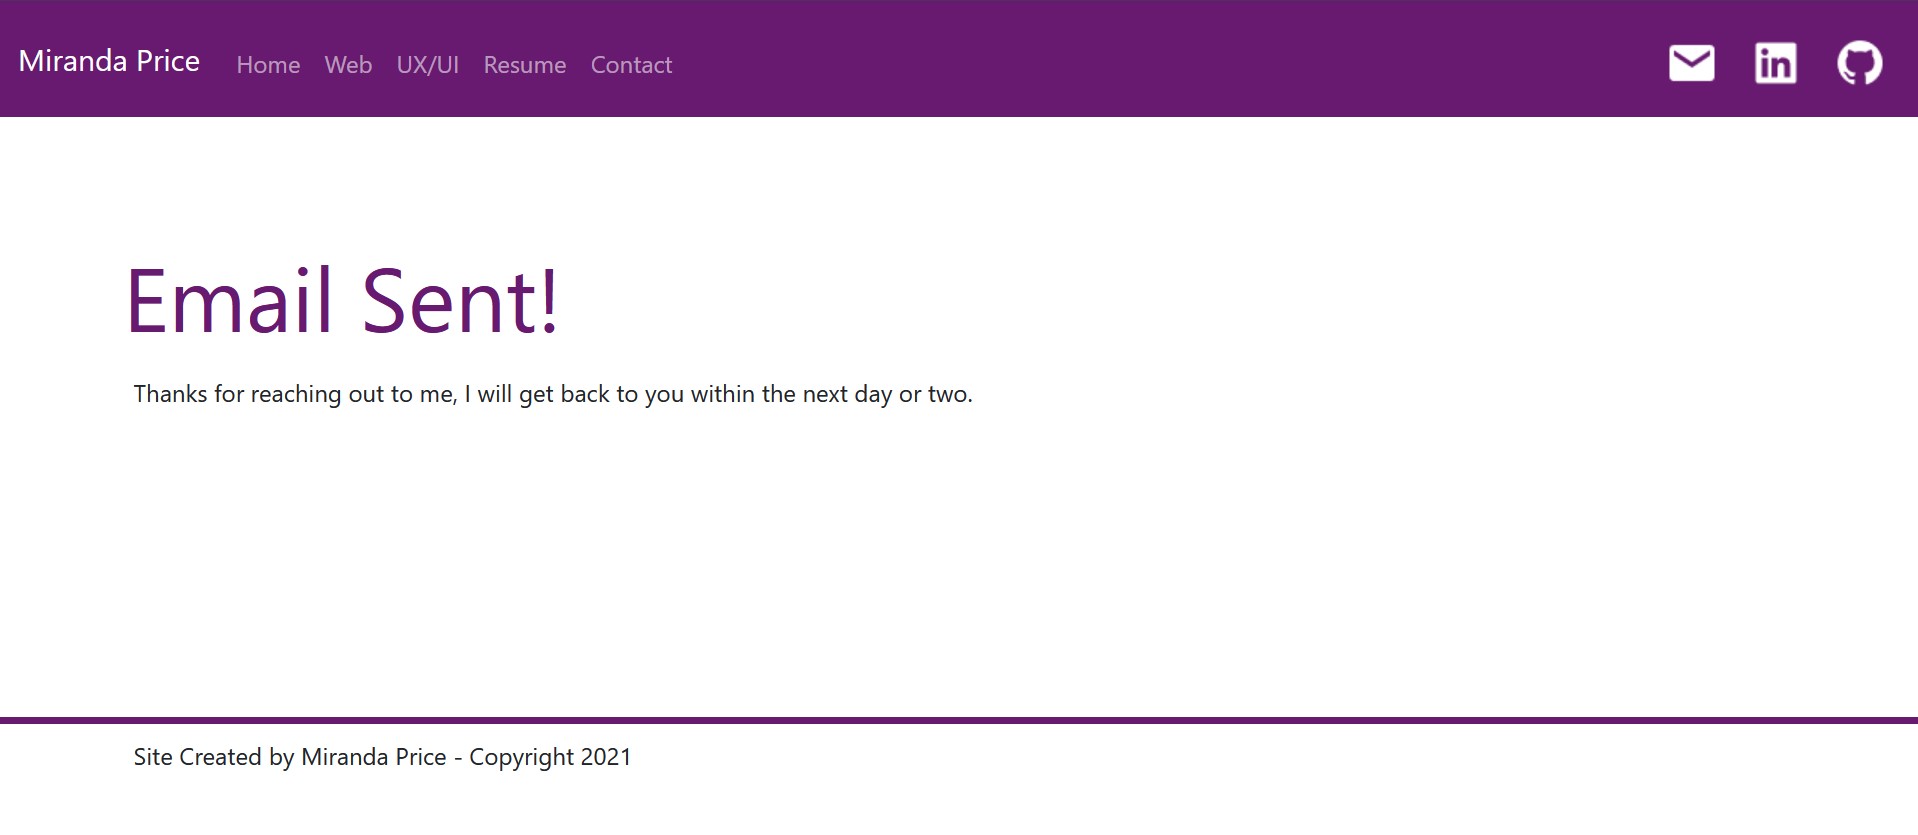 Miranda Price Home Web UX/UI Resume Contact in
Email Sent!
Thanks for reaching out to me, I will get back to you within the next day or two.
Site Created by Miranda Price - Copyright 2021